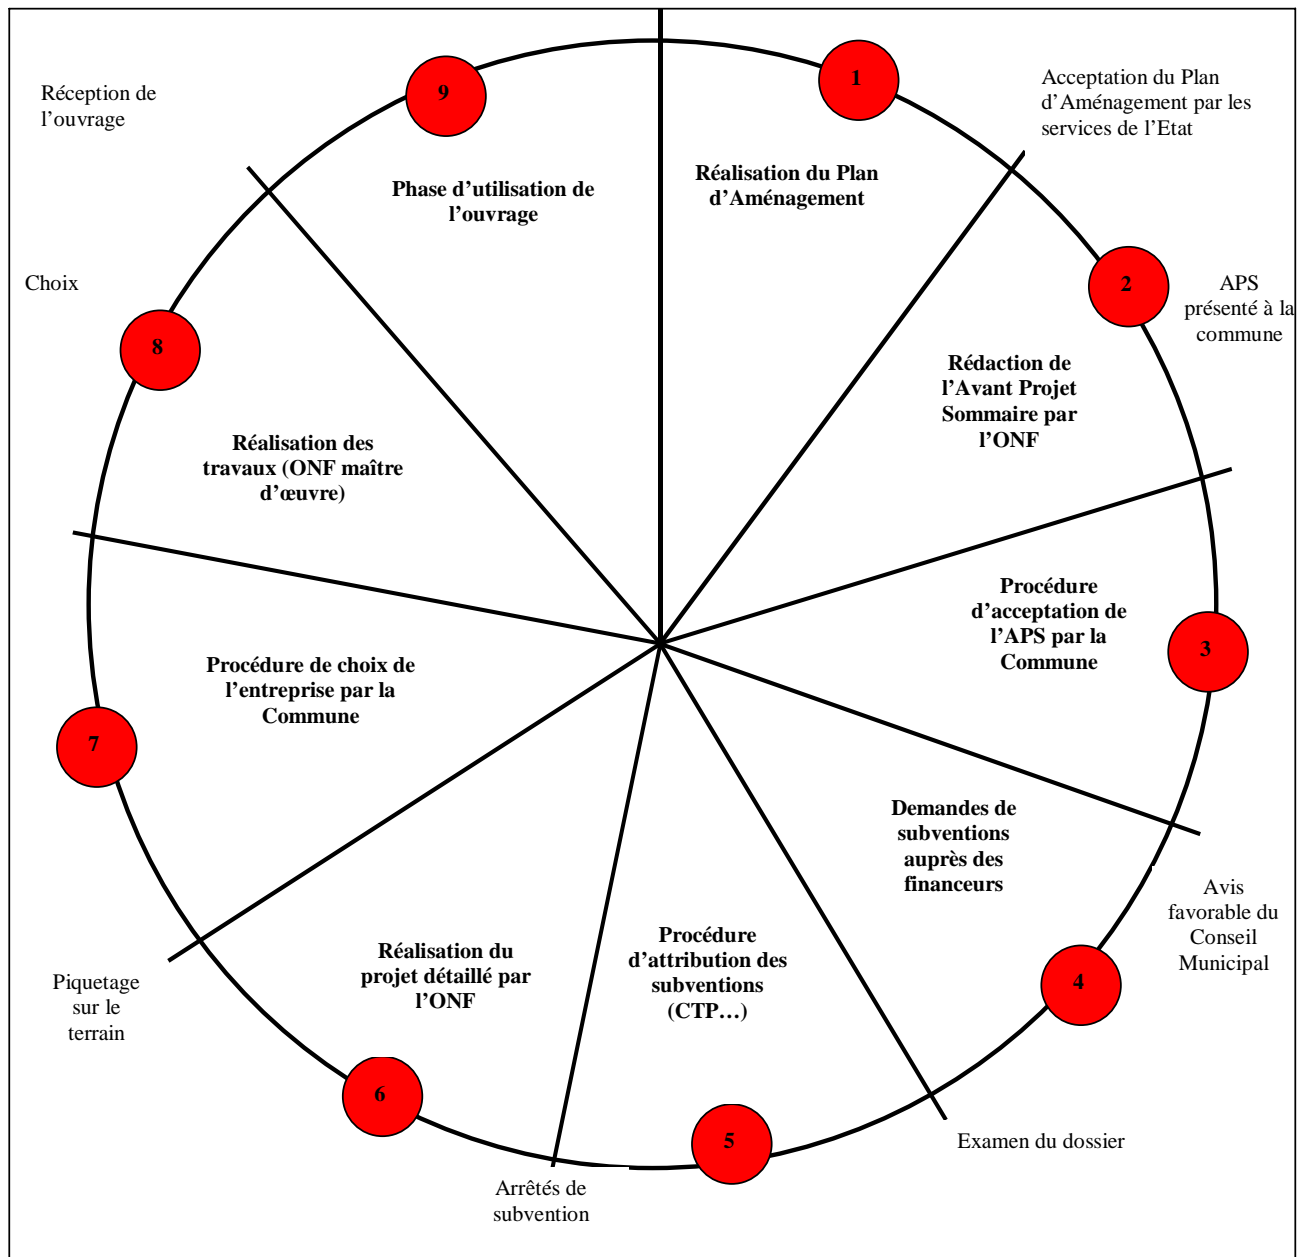 1
Réalisation du Plan
d’Aménagement
Acceptation du Plan
d’Aménagement par les
services de l’Etat
2
Rédaction de
l’Avant Projet
Sommaire par
l’ONF
APS
présenté à la
commune
3
Procédure
d’acceptation de
l’APS par la
Commune
Avis
favorable du
Conseil
Municipal
4
Demandes de
subventions
auprès des
financeurs
Examen du dossier
5
Procédure
d’attribution des
subventions
(CTP…)
Arrêtés de
subvention
6
Réalisation du
projet détaillé par
l’ONF
Piquetage
sur le
terrain
7
Procédure de choix de
l’entreprise par la
Commune
Choix
8
Réalisation des
travaux (ONF maître
d’œuvre)
Réception de
l’ouvrage
9
Phase d’utilisation de
l’ouvrage